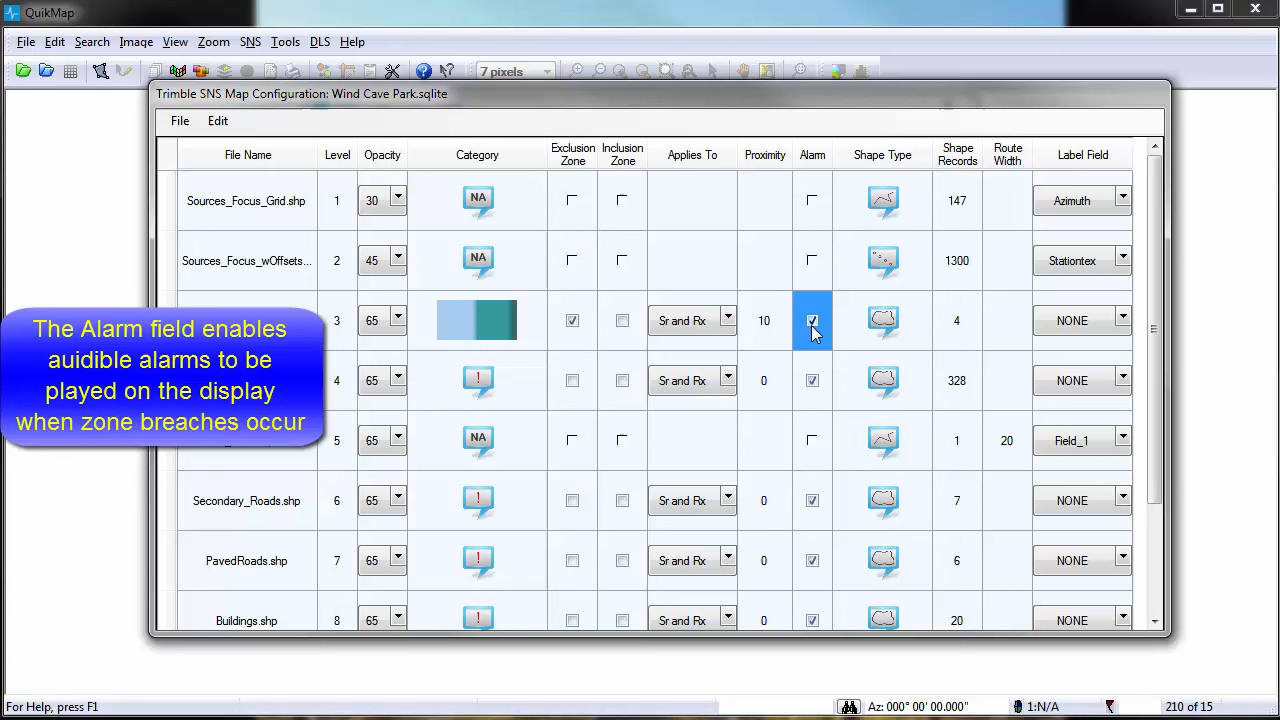 QuikMap
File Edit Search Image View Zoom SNS Tools DLS Help
7 pixels
Trimble SNS Map Configuration: Wind Cave Park.sqlite
File Edit
File Name Level Opacity Category Exclusion Zone Inclusion Zone Applies To Proximity Alarm Shape Type Shape Records Route Width Label Field
Sources_Focus_Grid.shp 1 30 NA 147 Azimuth
Sources_Focus_wOffsets... 2 45 NA 1300 Stationtex
3 65 Sr and Rx 10 4 NONE
4 65 ! Sr and Rx 0 328 NONE
5 65 NA 1 20 Field_1
Secondary_Roads.shp 6 65 ! Sr and Rx 0 7 NONE
PavedRoads.shp 7 65 ! Sr and Rx 0 6 NONE
Buildings.shp 8 65 ! Sr and Rx 0 20 NONE
The Alarm field enables
auidible alarms to be
played on the display
when zone breaches occur
For Help, press F1 Az: 000° 00' 00.000" 1:N/A 210 of 15